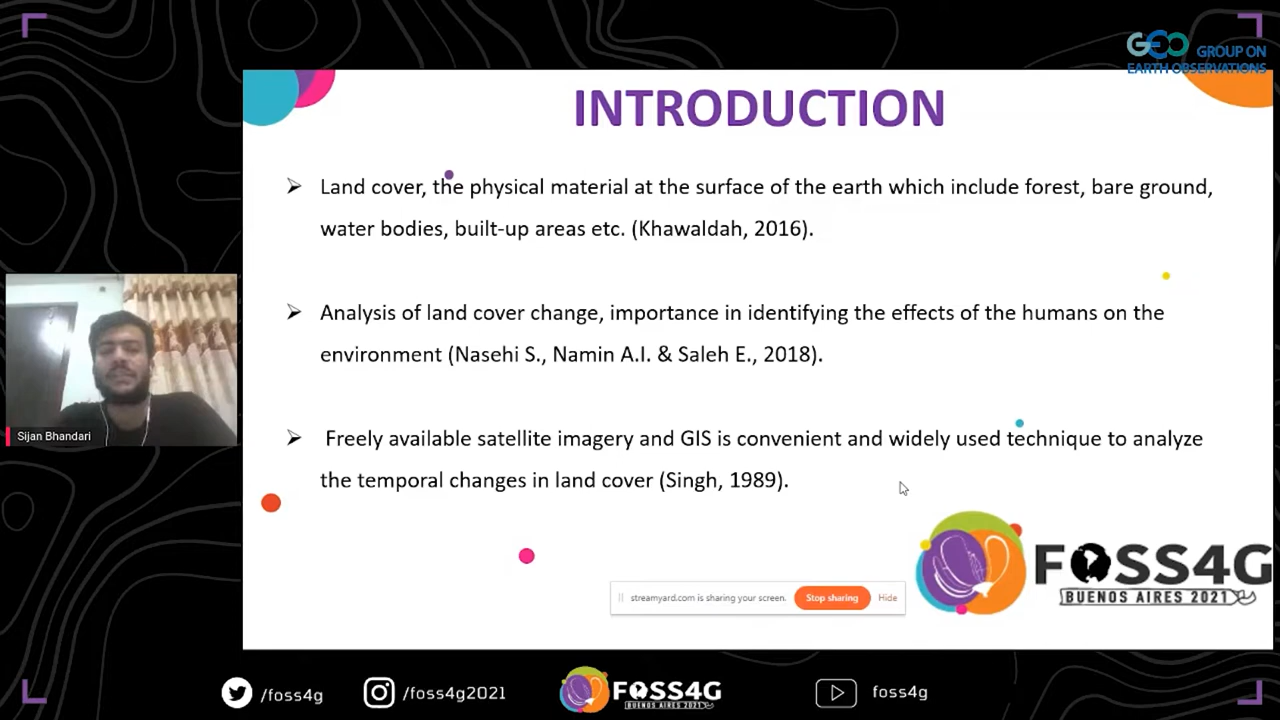 GEO GROUP ON
EARTH OBSERVATIONS
INTRODUCTION
Land cover, the physical material at the surface of the earth which include forest, bare ground,
water bodies, built-up areas etc. (Khawaldah, 2016).
Analysis of land cover change, importance in identifying the effects of the humans on the
environment (Nasehi S., Namin A.I. & Saleh E., 2018).
Freely available satellite imagery and GIS is convenient and widely used technique to analyze
the temporal changes in land cover (Singh, 1989).
Sijan Bhandari
streamyard.com is sharing your screen.
Stop sharing
Hide
FOSS4G
BUENOS AIRES 2021
/foss4g
/foss4g2021
FOSS4G
BUENOS AIRES 2021
foss4g